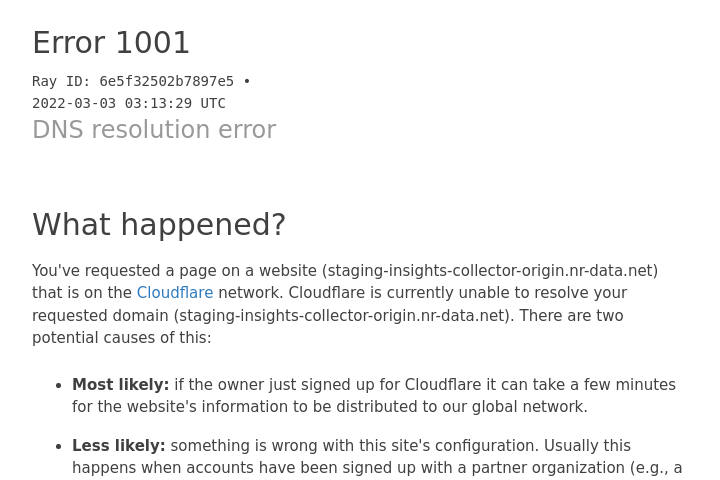 Error 1001
Ray ID: 6e5f32502b7897e5 •
2022-03-03 03:13:29 UTC
DNS resolution error
What happened?
You've requested a page on a website (staging-insights-collector-origin.nr-data.net)
that is on the Cloudflare network. Cloudflare is currently unable to resolve your
requested domain (staging-insights-collector-origin.nr-data.net). There are two
potential causes of this:
• Most likely: if the owner just signed up for Cloudflare it can take a few minutes
for the website's information to be distributed to our global network.
• Less likely: something is wrong with this site's configuration. Usually this
happens when accounts have been signed up with a partner organization (e.g., a